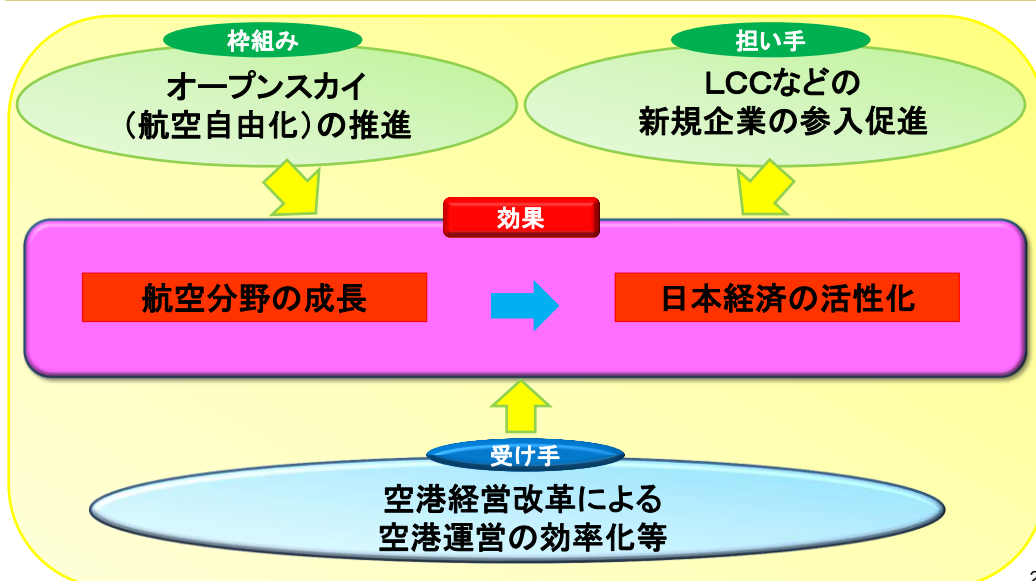 枠組み
オープンスカイ
（航空自由化）の推進
担い手
ＬＣＣなどの
新規企業の参入促進
効果
航空分野の成長
日本経済の活性化
受け手
空港経営改革による
空港運営の効率化等